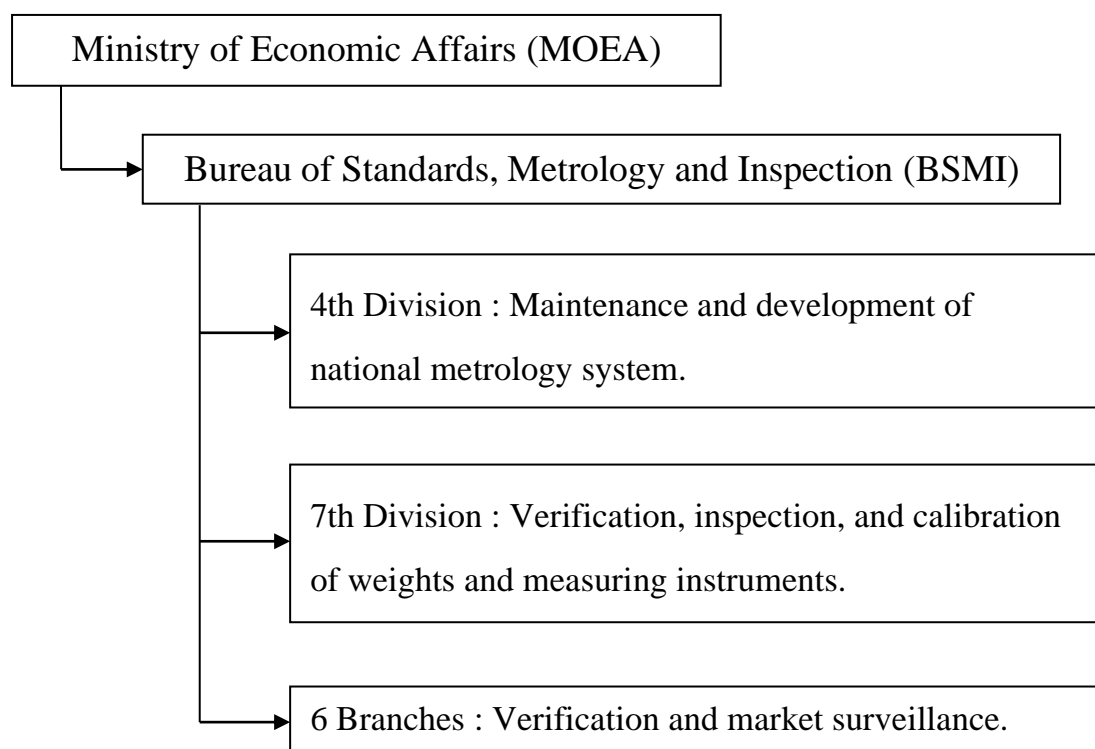 Ministry of Economic Affairs (MOEA)
Bureau of Standards, Metrology and Inspection (BSMI)
4th Division : Maintenance and development of
national metrology system.
7th Division : Verification, inspection, and calibration
of weights and measuring instruments.
6 Branches : Verification and market surveillance.